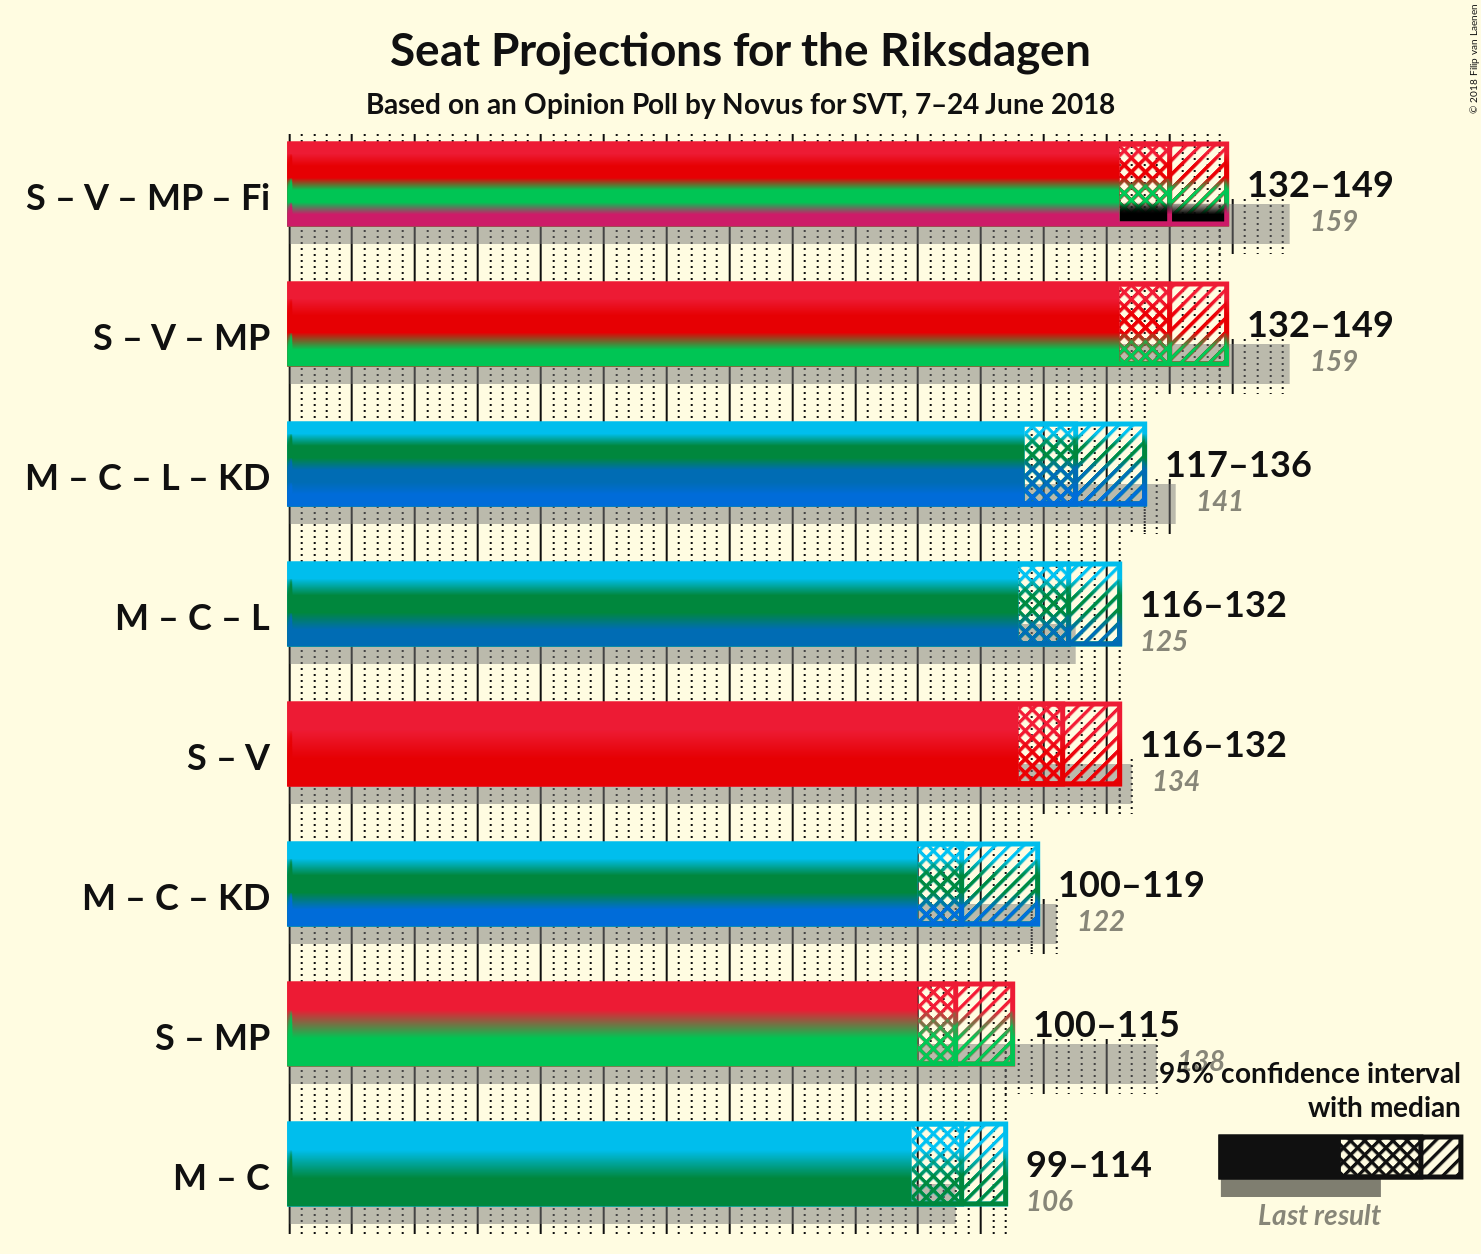 Seat Projections for the Riksdagen
Based on an Opinion Poll by Novus for SVT, 7–24 June 2018
© 2018 Filip van Laenen
S – V – MP – Fi
132–149
159
S – V – MP
132–149
159
M – C – L – KD
117–136
141
M – C – L
116–132
125
S – V
116–132
134
M – C – KD
100–119
122
S – MP
100–115
138
M – C
99–114
106
95% confidence interval
with median
Last result